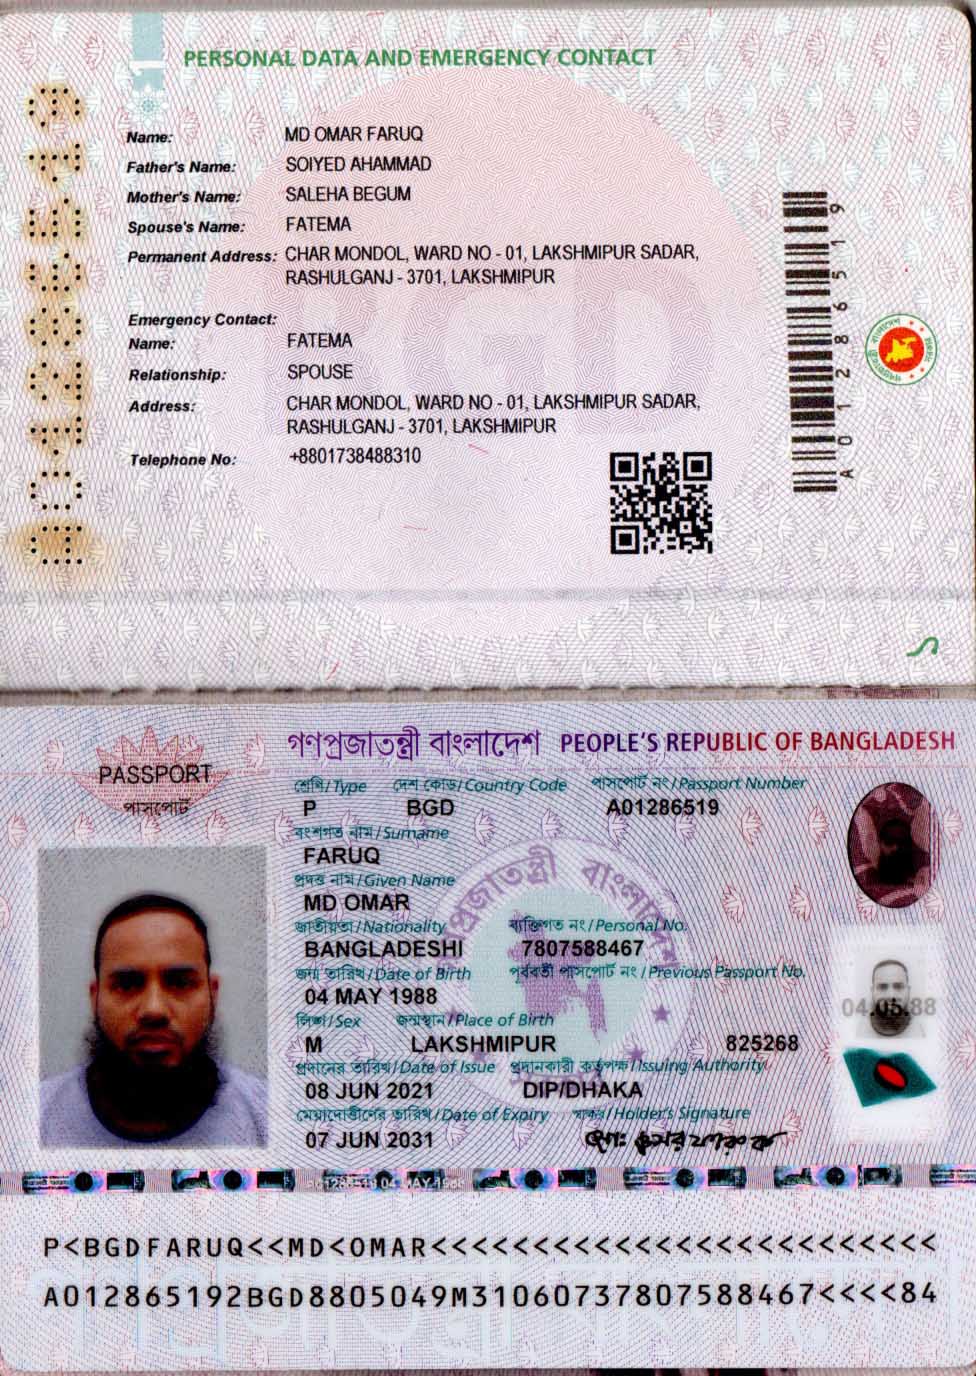 1
PERSONAL DATA AND EMERGENCY CONTACT
Name: MD OMAR FARUQ
Father's Name: SOIYED AHAMMAD
Mother's Name: SALEHA BEGUM
Spouse's Name: FATEMA
Permanent Address: CHAR MONDOL, WARD NO - 01, LAKSHMIPUR SADAR,
RASHULGANJ - 3701, LAKSHMIPUR
Emergency Contact:
Name: FATEMA
Relationship: SPOUSE
Address: CHAR MONDOL, WARD NO - 01, LAKSHMIPUR SADAR,
RASHULGANJ - 3701, LAKSHMIPUR
Telephone No: +8801738488310
A01286519
১
গণপ্রজাতন্ত্রী বাংলাদেশ PEOPLE'S REPUBLIC OF BANGLADESH
PASSPORT
পাসপোর্ট
শ্রেণি/Type দেশ কোড/Country Code পাসপোর্ট নং/Passport Number
P BGD A01286519
বংশগত নাম/Surname
FARUQ
প্রদত্ত নাম/Given Name
MD OMAR
জাতীয়তা/Nationality ব্যক্তিগত নং/Personal No.
BANGLADESHI 7807588467
জন্ম তারিখ/Date of Birth পূর্ববর্তী পাসপোর্ট নং/Previous Passport No.
04 MAY 1988
04.05.88
লিঙ্গ/Sex জন্মস্থান/Place of Birth
M LAKSHMIPUR 825268
প্রদানের তারিখ/Date of Issue প্রদানকারী কর্তৃপক্ষ/Issuing Authority
08 JUN 2021 DIP/DHAKA
মেয়াদোত্তীর্ণের তারিখ/Date of Expiry স্বাক্ষর/Holder's Signature
07 JUN 2031
P<BGDFARUQ<<MD<OMAR<<<<<<<<<<<<<<<<<<<<<<<<<
A012865192BGD8805049M31060737807588467<<<<84